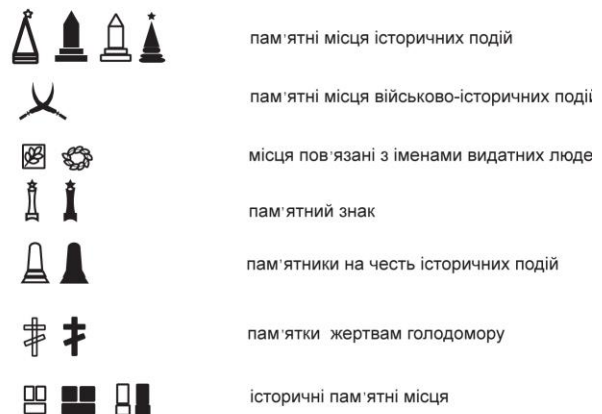 пам'ятні місця історичних подій
пам'ятні місця військово-історичних подій
місця пов'язані з іменами видатних люде
пам'ятний знак
пам'ятники на честь історичних подій
пам'ятки жертвам голодомору
історичні пам'ятні місця